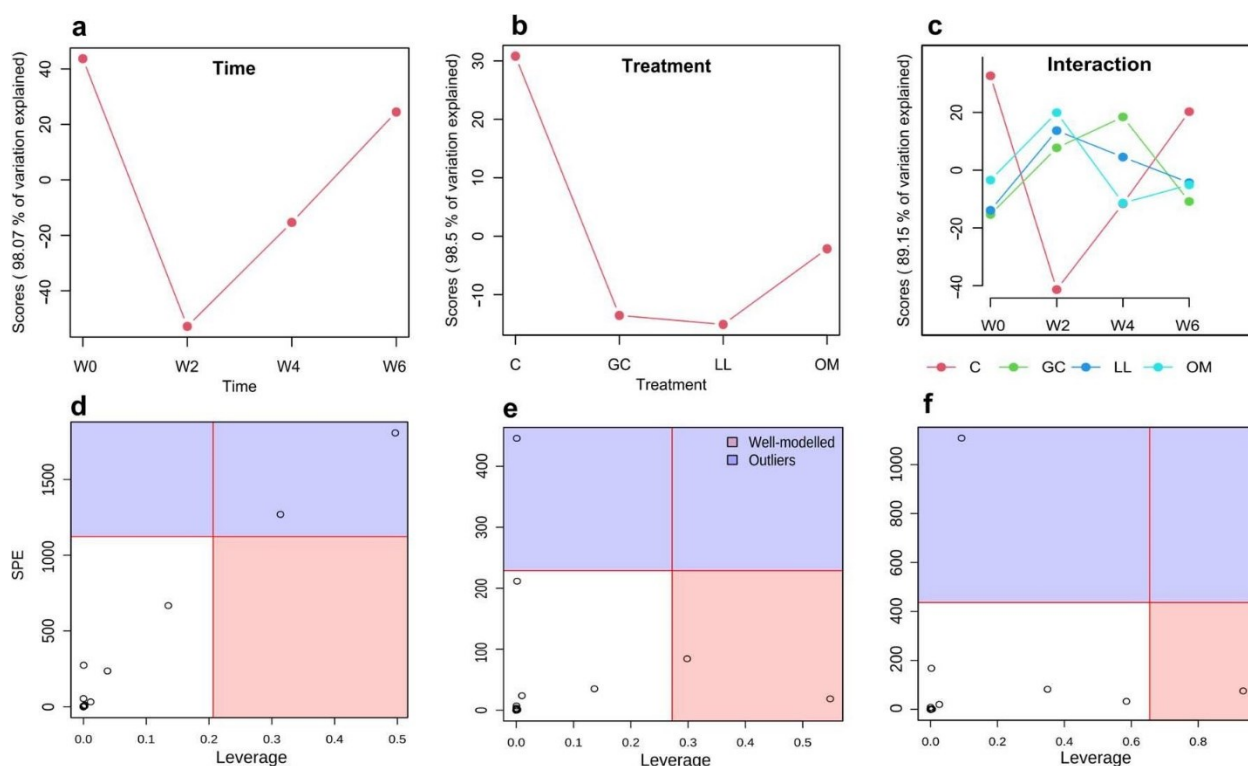 a
Time
Scores ( 98.07 % of variation explained)
40
20
0
-20
-40
W0 W2 W4 W6
Time
b
Treatment
Scores ( 98.5 % of variation explained)
30
20
10
0
-10
C GC LL OM
Treatment
c
Interaction
Scores ( 89.15 % of variation explained)
20
0
-20
-40
W0 W2 W4 W6
C GC LL OM
d
SPE
1500
1000
500
0
0.0 0.1 0.2 0.3 0.4 0.5
Leverage
e
Well-modelled
Outliers
400
300
200
100
0
0.0 0.1 0.2 0.3 0.4 0.5
Leverage
f
1000
800
600
400
200
0
0.0 0.2 0.4 0.6 0.8
Leverage